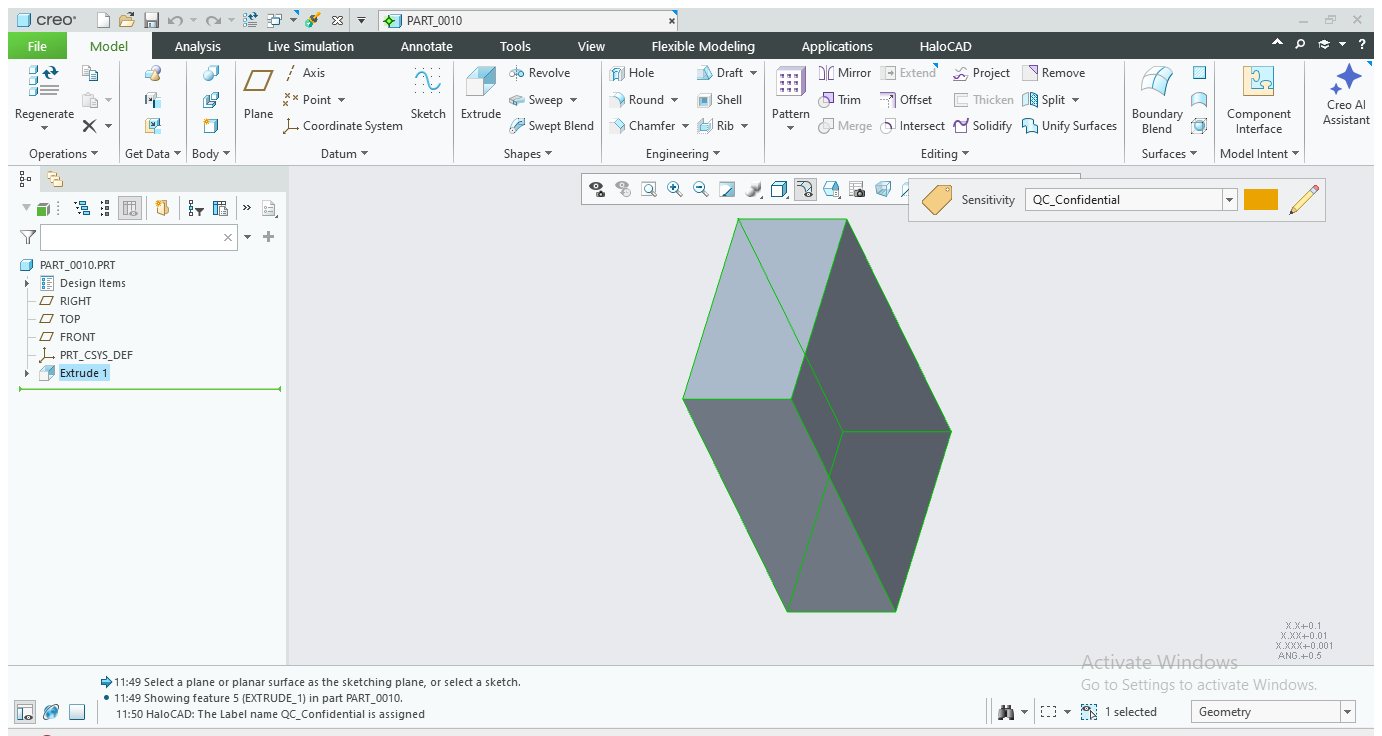 creo®
PART_0010
File Model Analysis Live Simulation Annotate Tools View Flexible Modeling Applications HaloCAD
Regenerate
Operations
Get Data
Body
Plane
Axis
Point
Coordinate System
Sketch
Datum
Extrude
Revolve
Sweep
Swept Blend
Shapes
Hole
Round
Chamfer
Draft
Shell
Rib
Engineering
Pattern
Mirror
Trim
Merge
Extend
Offset
Intersect
Project
Thicken
Solidify
Remove
Split
Unify Surfaces
Editing
Boundary
Blend
Surfaces
Component
Interface
Model Intent
Creo AI
Assistant
Sensitivity QC_Confidential
PART_0010.PRT
Design Items
RIGHT
TOP
FRONT
PRT_CSYS_DEF
Extrude 1
X.X+-0.1
X.XX+-0.01
X.XXX+-0.001
ANG.+-0.5
Activate Windows
Go to Settings to activate Windows.
11:49 Select a plane or planar surface as the sketching plane, or select a sketch.
11:49 Showing feature 5 (EXTRUDE_1) in part PART_0010.
11:50 HaloCAD: The Label name QC_Confidential is assigned
1 selected
Geometry